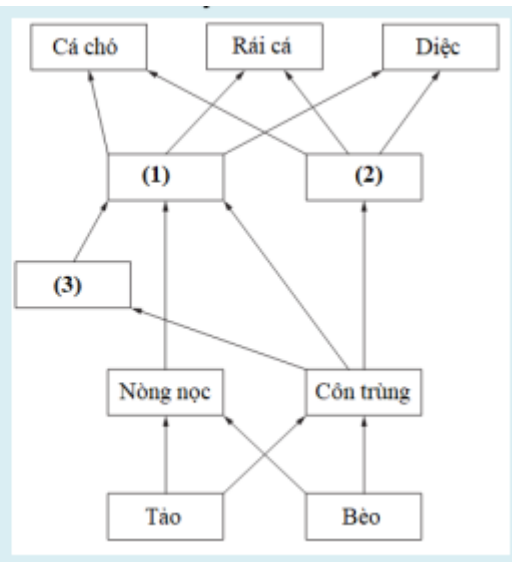 Cá chó Rái cá Diệc
(1) (2)
(3)
Nòng nọc Côn trùng
Tảo Bèo